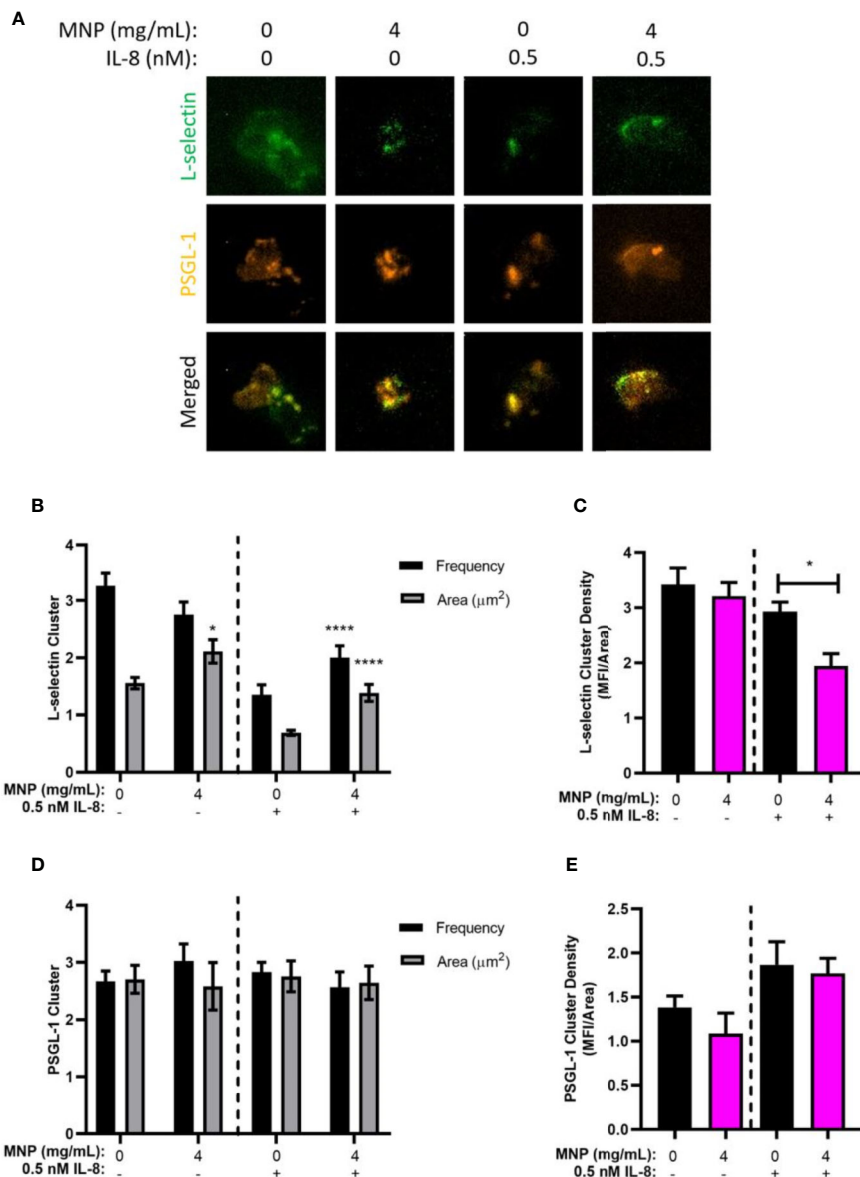 A
MNP (mg/mL): 0 4 0 4
IL-8 (nM): 0 0 0.5 0.5
L-selectin
PSGL-1
Merged
B
L-selectin Cluster
4
3
2
1
0
* **** ****
Frequency
Area (μm²)
MNP (mg/mL): 0 4 0 4
0.5 nM IL-8: - - + +
C
L-selectin Cluster Density
(MFI/Area)
4
3
2
1
0
*
MNP (mg/mL): 0 4 0 4
0.5 nM IL-8: - - + +
D
PSGL-1 Cluster
4
3
2
1
0
Frequency
Area (μm²)
MNP (mg/mL): 0 4 0 4
0.5 nM IL-8: - - + +
E
PSGL-1 Cluster Density
(MFI/Area)
2.5
2.0
1.5
1.0
0.5
0.0
MNP (mg/mL): 0 4 0 4
0.5 nM IL-8: - - + +